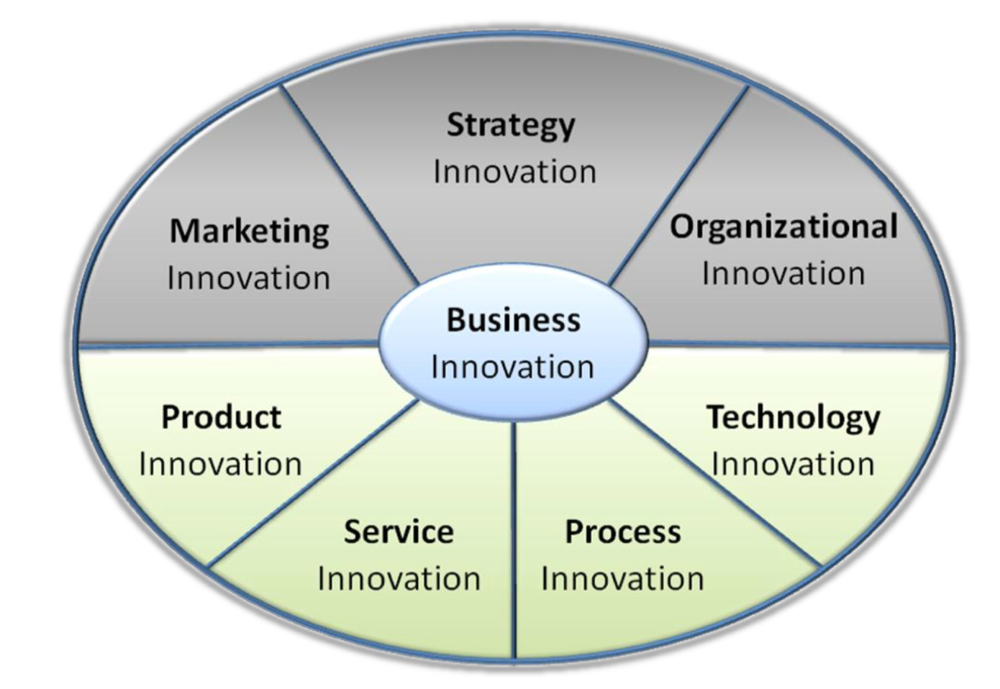 Strategy
Innovation
Marketing
Innovation
Organizational
Innovation
Business
Innovation
Product
Innovation
Technology
Innovation
Service
Innovation
Process
Innovation